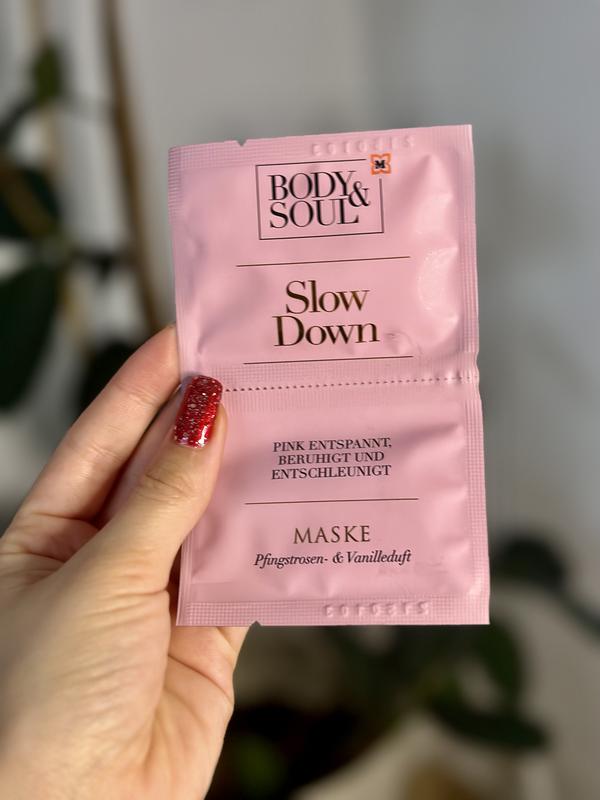 M
BODY &
SOUL
Slow
Down
PINK ENTSPANNT,
BERUHIGT UND
ENTSCHLEUNIGT
MASKE
Pfingstrosen- & Vanilleduft